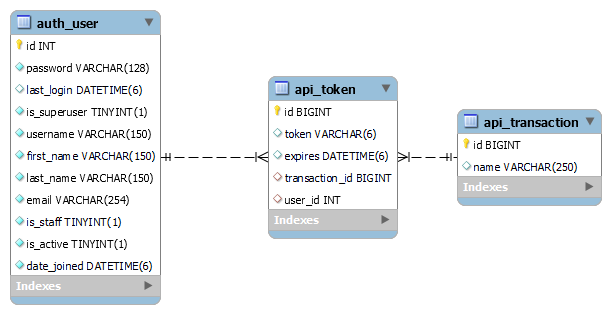 auth_user
id INT
password VARCHAR(128)
last_login DATETIME(6)
is_superuser TINYINT(1)
username VARCHAR(150)
first_name VARCHAR(150)
last_name VARCHAR(150)
email VARCHAR(254)
is_staff TINYINT(1)
is_active TINYINT(1)
date_joined DATETIME(6)
Indexes
api_token
id BIGINT
token VARCHAR(6)
expires DATETIME(6)
transaction_id BIGINT
user_id INT
Indexes
api_transaction
id BIGINT
name VARCHAR(250)
Indexes